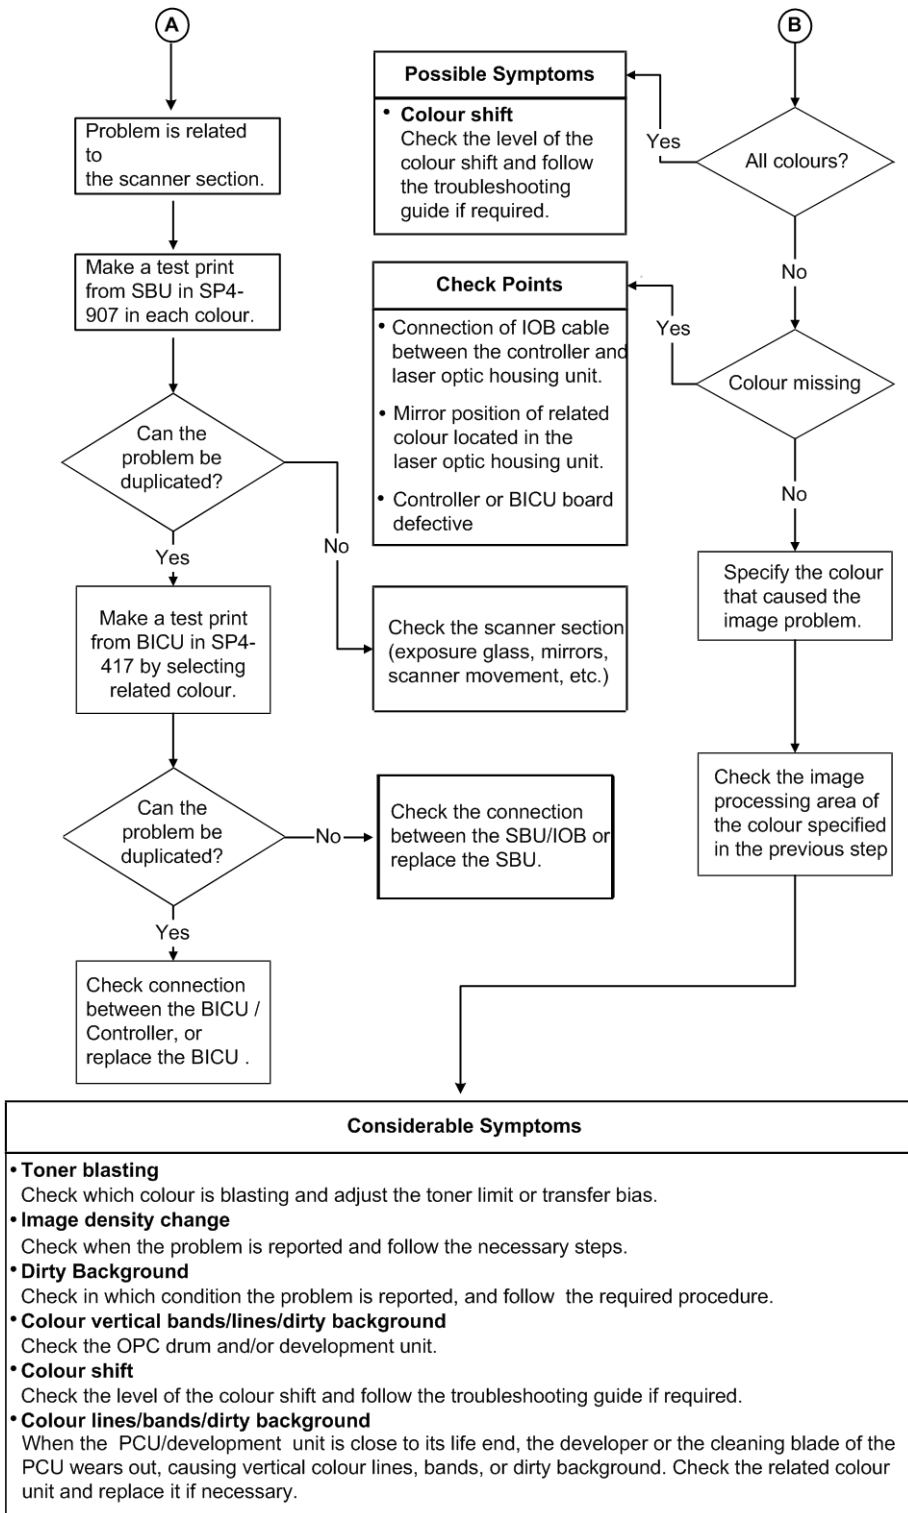 A
Problem is related
to
the scanner section.
Make a test print
from SBU in SP4-
907 in each colour.
Can the
problem be
duplicated?
No
Yes
Make a test print
from BICU in SP4-
417 by selecting
related colour.
Can the
problem be
duplicated?
No
Yes
Check connection
between the BICU /
Controller, or
replace the BICU .
Possible Symptoms
• Colour shift
Check the level of the
colour shift and follow
the troubleshooting
guide if required.
Check Points
• Connection of IOB cable
between the controller and
laser optic housing unit.
• Mirror position of related
colour located in the
laser optic housing unit.
• Controller or BICU board
defective
Check the scanner section
(exposure glass, mirrors,
scanner movement, etc.)
Check the connection
between the SBU/IOB or
replace the SBU.
B
All colours?
Yes
No
Colour missing
Yes
No
Specify the colour
that caused the
image problem.
Check the image
processing area of
the colour specified
in the previous step
Considerable Symptoms
• Toner blasting
Check which colour is blasting and adjust the toner limit or transfer bias.
• Image density change
Check when the problem is reported and follow the necessary steps.
• Dirty Background
Check in which condition the problem is reported, and follow the required procedure.
• Colour vertical bands/lines/dirty background
Check the OPC drum and/or development unit.
• Colour shift
Check the level of the colour shift and follow the troubleshooting guide if required.
• Colour lines/bands/dirty background
When the PCU/development unit is close to its life end, the developer or the cleaning blade of the
PCU wears out, causing vertical colour lines, bands, or dirty background. Check the related colour
unit and replace it if necessary.